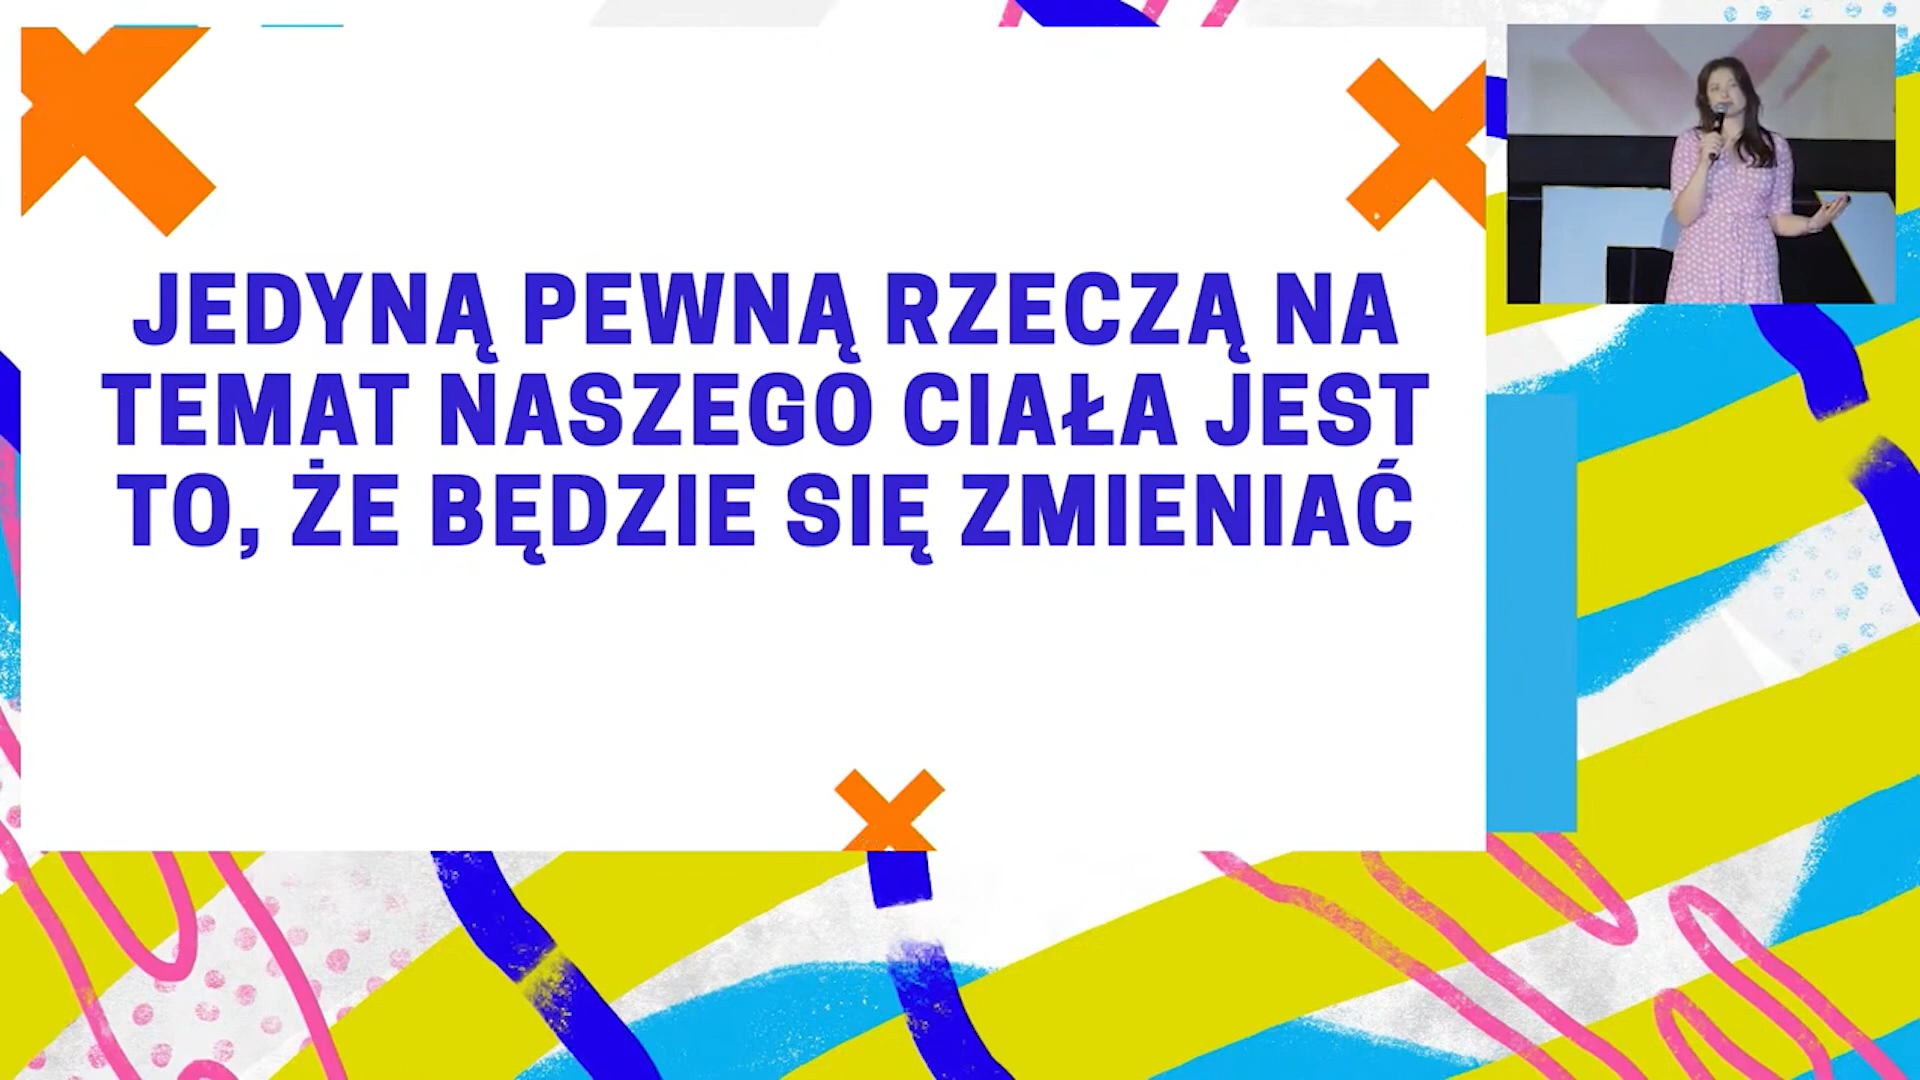 JEDYNĄ PEWNĄ RZECZĄ NA
TEMAT NASZEGO CIAŁA JEST
TO, ŻE BĘDZIE SIĘ ZMIENIAĆ